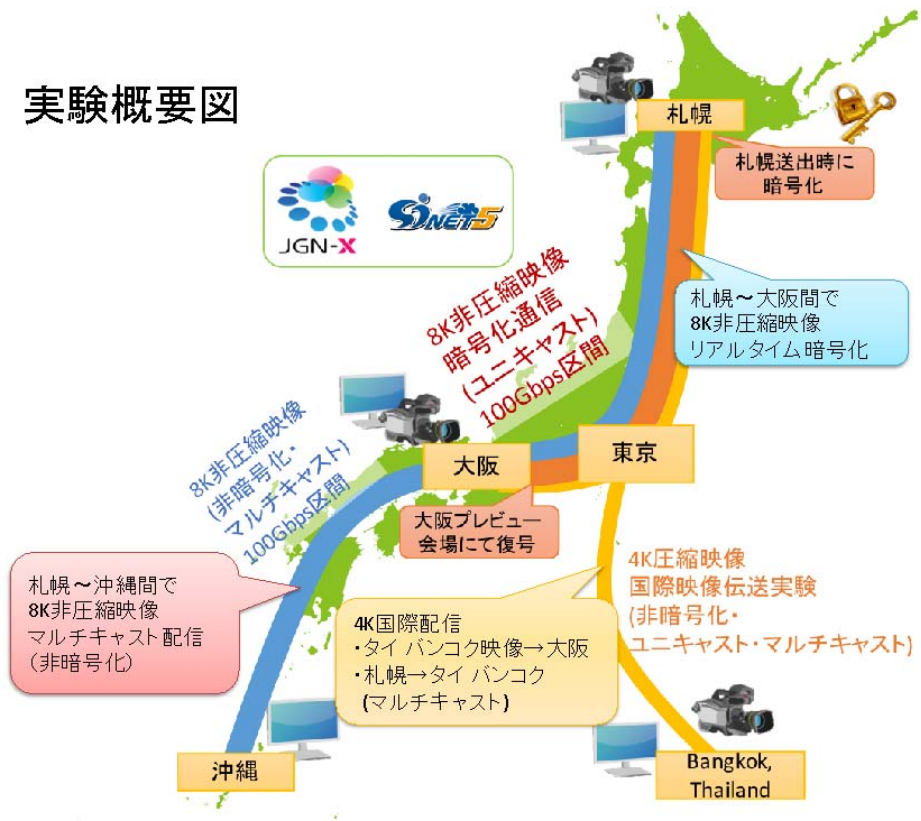 実験概要図
札幌
札幌送出時に
暗号化
JGN-X
SINET5
8K非圧縮映像
暗号化通信
(ユニキャスト)
100Gbps区間
札幌～大阪間で
8K非圧縮映像
リアルタイム暗号化
8K非圧縮映像
(非暗号化・
マルチキャスト)
100Gbps区間
大阪
東京
大阪プレビュー
会場にて復号
札幌～沖縄間で
8K非圧縮映像
マルチキャスト配信
(非暗号化)
4K国際配信
・タイ バンコク映像→大阪
・札幌→タイ バンコク
(マルチキャスト)
4K圧縮映像
国際映像伝送実験
(非暗号化・
ユニキャスト・マルチキャスト)
沖縄
Bangkok,
Thailand